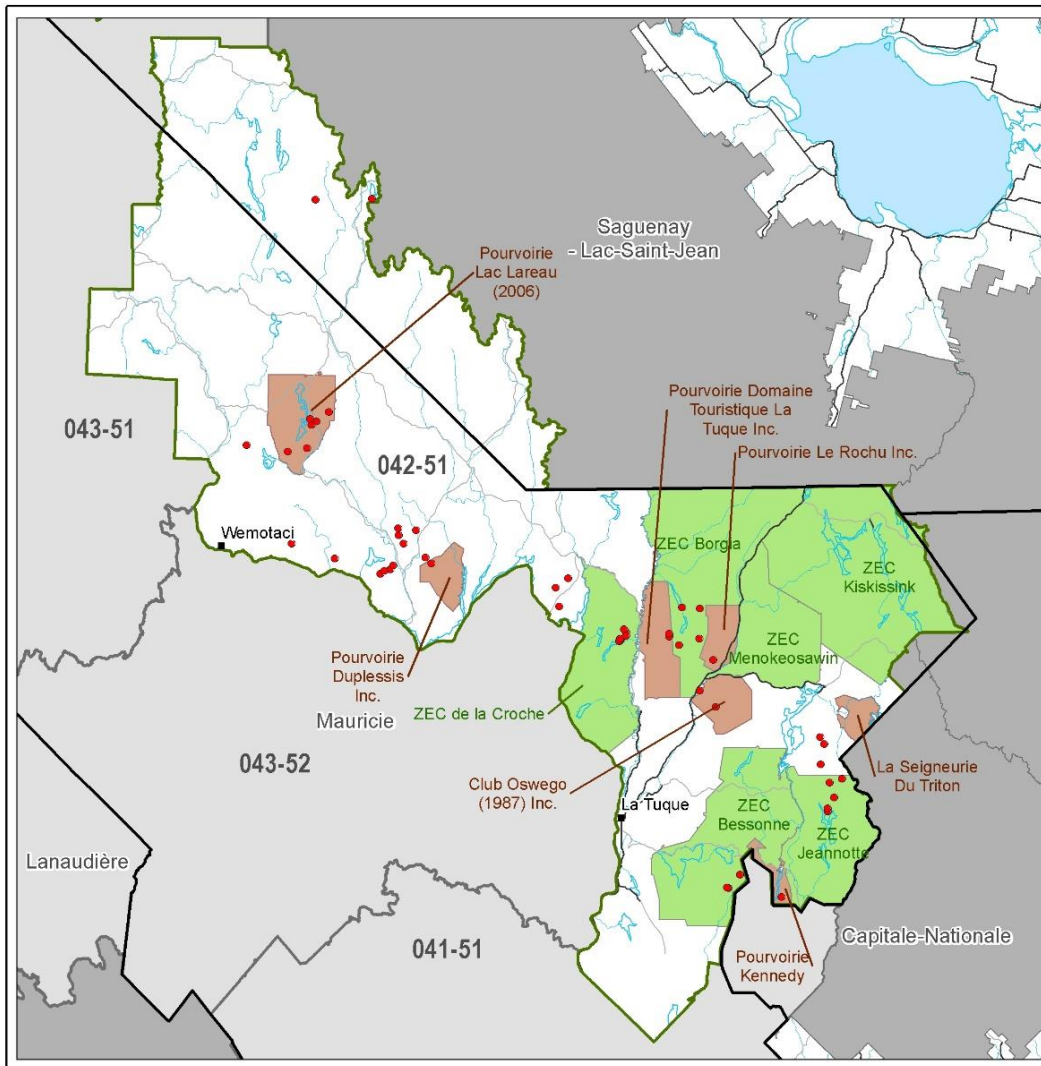 Saguenay
- Lac-Saint-Jean
Pourvoirie
Lac Lareau
(2006)
Pourvoirie Domaine
Touristique La
Tuque Inc.
043-51
042-51
Pourvoirie Le Rochu Inc.
Wemotaci
ZEC Borgia
ZEC
Kiskissink
ZEC
Menokeosawin
Pourvoirie
Duplessis
Inc.
ZEC de la Croche
Mauricie
043-52
La Seigneurie
Du Triton
Club Oswego
(1987) Inc.
La Tuque
ZEC
Bessonne
ZEC
Jeannotte
Lanaudière
041-51
Capitale-Nationale
Pourvoirie
Kennedy